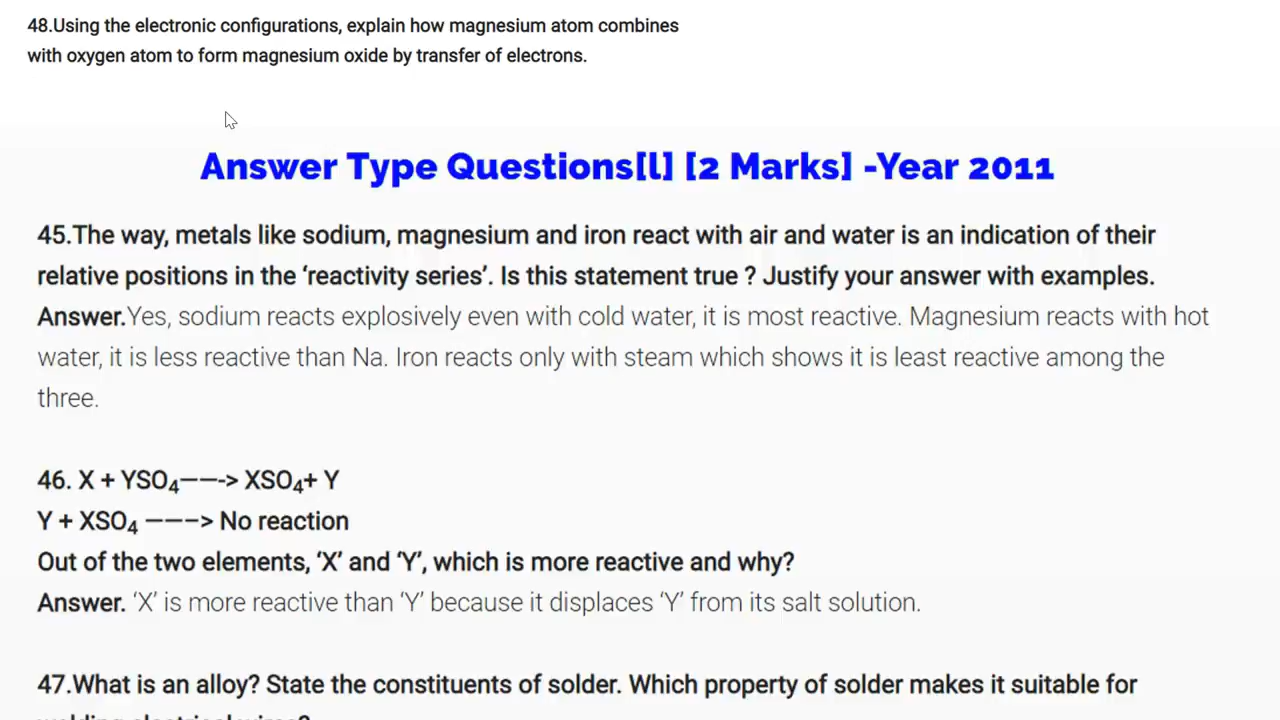 48.Using the electronic configurations, explain how magnesium atom combines
with oxygen atom to form magnesium oxide by transfer of electrons.
Answer Type Questions[l] [2 Marks] -Year 2011
45.The way, metals like sodium, magnesium and iron react with air and water is an indication of their
relative positions in the ‘reactivity series’. Is this statement true ? Justify your answer with examples.
Answer.Yes, sodium reacts explosively even with cold water, it is most reactive. Magnesium reacts with hot
water, it is less reactive than Na. Iron reacts only with steam which shows it is least reactive among the
three.
46. X + YSO₄——-> XSO₄+ Y
Y + XSO₄ ———> No reaction
Out of the two elements, ‘X’ and ‘Y’, which is more reactive and why?
Answer. ‘X’ is more reactive than ‘Y’ because it displaces ‘Y’ from its salt solution.
47.What is an alloy? State the constituents of solder. Which property of solder makes it suitable for
welding electrical wires?